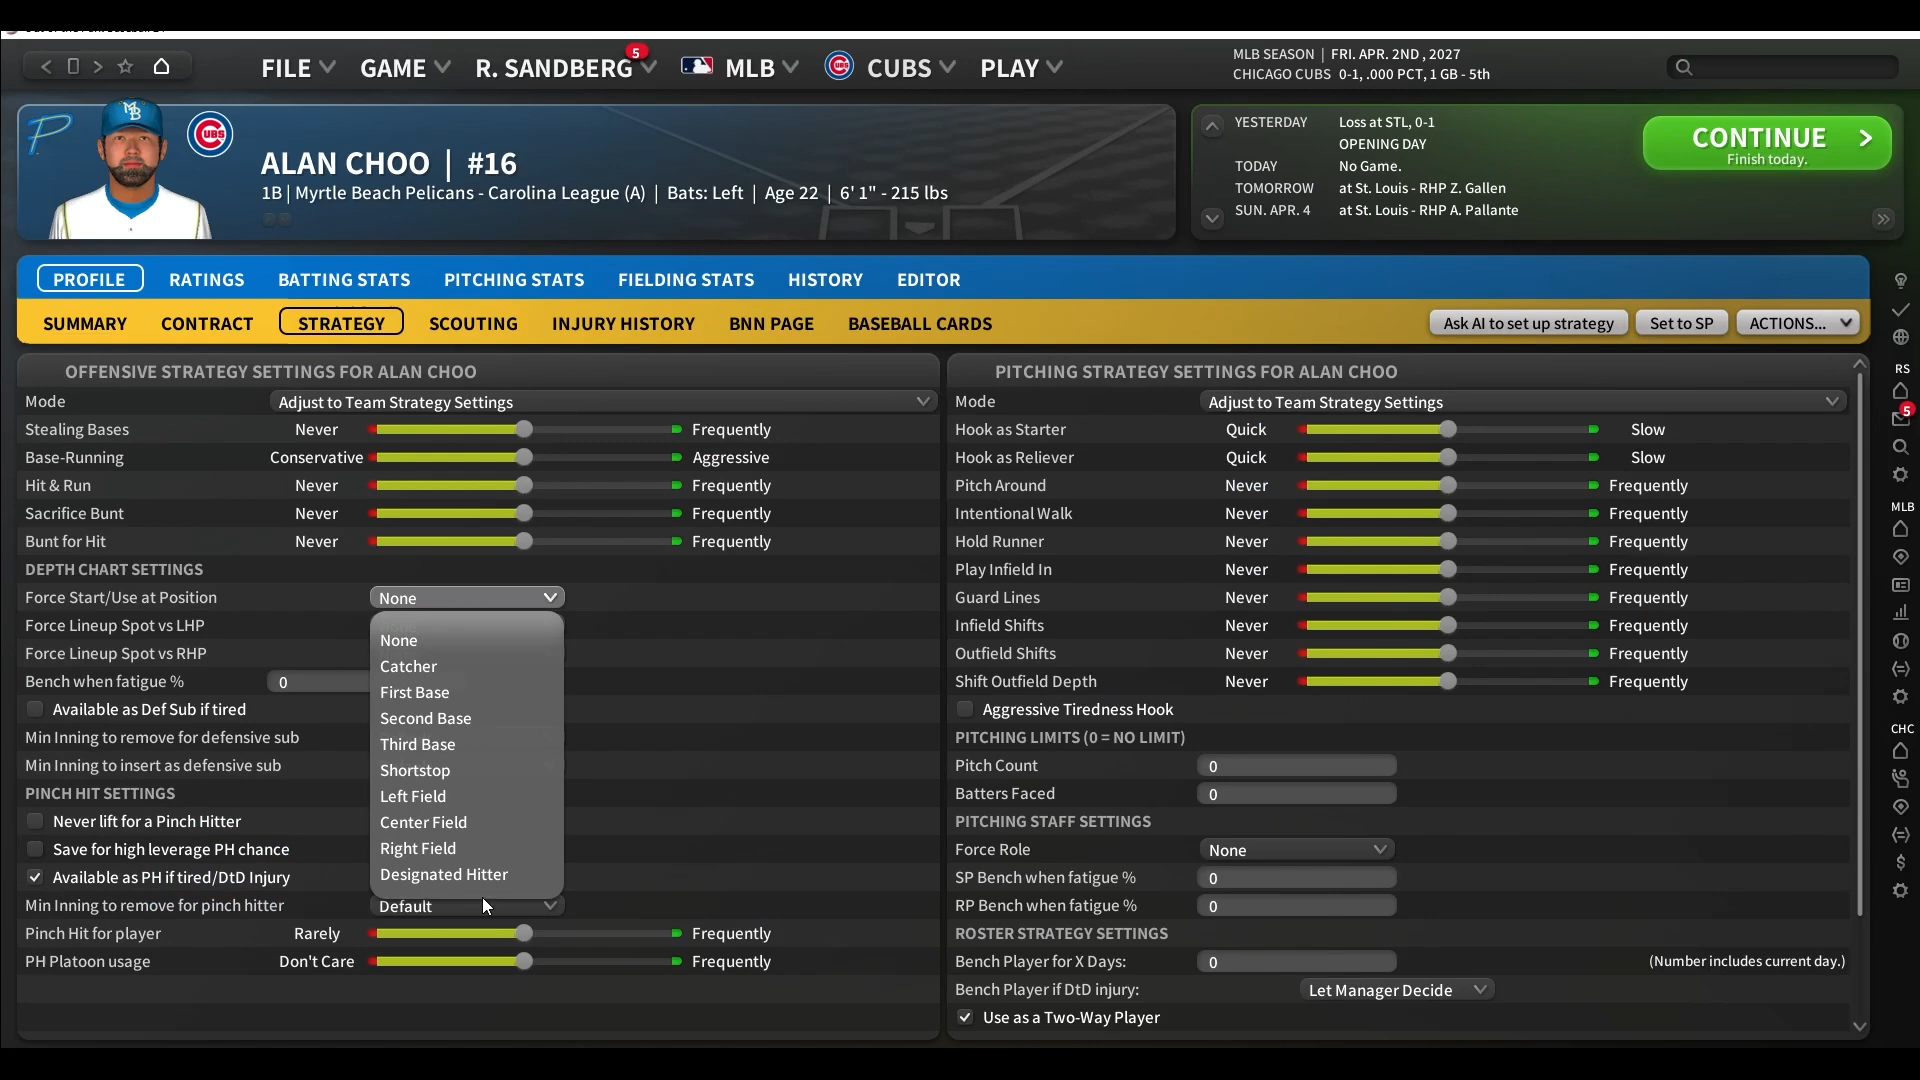 FILE GAME R. SANDBERG 5 MLB CUBS PLAY
MLB SEASON | FRI. APR. 2ND , 2027
CHICAGO CUBS 0-1, .000 PCT, 1 GB - 5th
ALAN CHOO | #16
1B | Myrtle Beach Pelicans - Carolina League (A) | Bats: Left | Age 22 | 6' 1" - 215 lbs
P
MB
CUBS
YESTERDAY Loss at STL, 0-1
OPENING DAY
TODAY No Game.
TOMORROW at St. Louis - RHP Z. Gallen
SUN. APR. 4 at St. Louis - RHP A. Pallante
CONTINUE
Finish today.
PROFILE RATINGS BATTING STATS PITCHING STATS FIELDING STATS HISTORY EDITOR
SUMMARY CONTRACT STRATEGY SCOUTING INJURY HISTORY BNN PAGE BASEBALL CARDS Ask AI to set up strategy Set to SP ACTIONS...
OFFENSIVE STRATEGY SETTINGS FOR ALAN CHOO
Mode Adjust to Team Strategy Settings
Stealing Bases Never Frequently
Base-Running Conservative Aggressive
Hit & Run Never Frequently
Sacrifice Bunt Never Frequently
Bunt for Hit Never Frequently
DEPTH CHART SETTINGS
Force Start/Use at Position None
Force Lineup Spot vs LHP
Force Lineup Spot vs RHP
Bench when fatigue % 0
Available as Def Sub if tired
Min Inning to remove for defensive sub
Min Inning to insert as defensive sub
PINCH HIT SETTINGS
Never lift for a Pinch Hitter
Save for high leverage PH chance
Available as PH if tired/DtD Injury
Min Inning to remove for pinch hitter Default
Pinch Hit for player Rarely Frequently
PH Platoon usage Don't Care Frequently
None
Catcher
First Base
Second Base
Third Base
Shortstop
Left Field
Center Field
Right Field
Designated Hitter
PITCHING STRATEGY SETTINGS FOR ALAN CHOO
Mode Adjust to Team Strategy Settings
Hook as Starter Quick Slow
Hook as Reliever Quick Slow
Pitch Around Never Frequently
Intentional Walk Never Frequently
Hold Runner Never Frequently
Play Infield In Never Frequently
Guard Lines Never Frequently
Infield Shifts Never Frequently
Outfield Shifts Never Frequently
Shift Outfield Depth Never Frequently
Aggressive Tiredness Hook
PITCHING LIMITS (0 = NO LIMIT)
Pitch Count 0
Batters Faced 0
PITCHING STAFF SETTINGS
Force Role None
SP Bench when fatigue % 0
RP Bench when fatigue % 0
ROSTER STRATEGY SETTINGS
Bench Player for X Days: 0 (Number includes current day.)
Bench Player if DtD injury: Let Manager Decide
Use as a Two-Way Player
RS
5
MLB
CHC